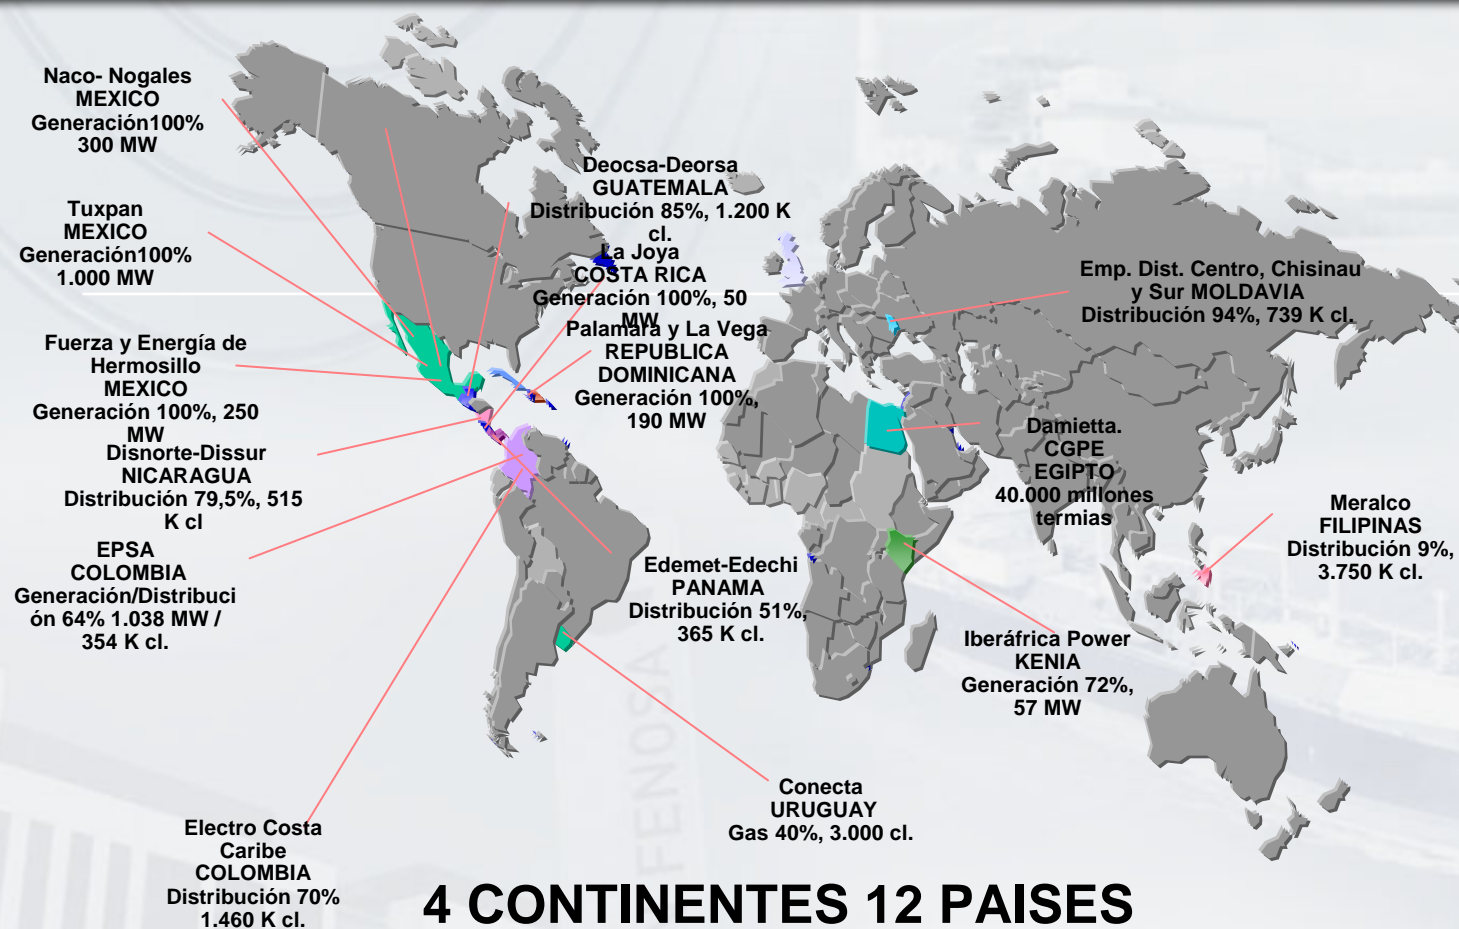 Naco- Nogales
MEXICO
Generación100%
300 MW
Tuxpan
MEXICO
Generación100%
1.000 MW
Fuerza y Energía de
Hermosillo
MEXICO
Generación 100%, 250
MW
Disnorte-Dissur
NICARAGUA
Distribución 79,5%, 515
K cl
EPSA
COLOMBIA
Generación/Distribuci
ón 64% 1.038 MW /
354 K cl.
Electro Costa
Caribe
COLOMBIA
Distribución 70%
1.460 K cl.
Deocsa-Deorsa
GUATEMALA
Distribución 85%, 1.200 K
cl.
La Joya
COSTA RICA
Generación 100%, 50
MW
Palamara y La Vega
REPUBLICA
DOMINICANA
Generación 100%,
190 MW
Edemet-Edechi
PANAMA
Distribución 51%,
365 K cl.
Conecta
URUGUAY
Gas 40%, 3.000 cl.
Emp. Dist. Centro, Chisinau
y Sur MOLDAVIA
Distribución 94%, 739 K cl.
Damietta.
CGPE
EGIPTO
40.000 millones
termias
Iberáfrica Power
KENIA
Generación 72%,
57 MW
Meralco
FILIPINAS
Distribución 9%,
3.750 K cl.
FENOSA
4 CONTINENTES 12 PAISES